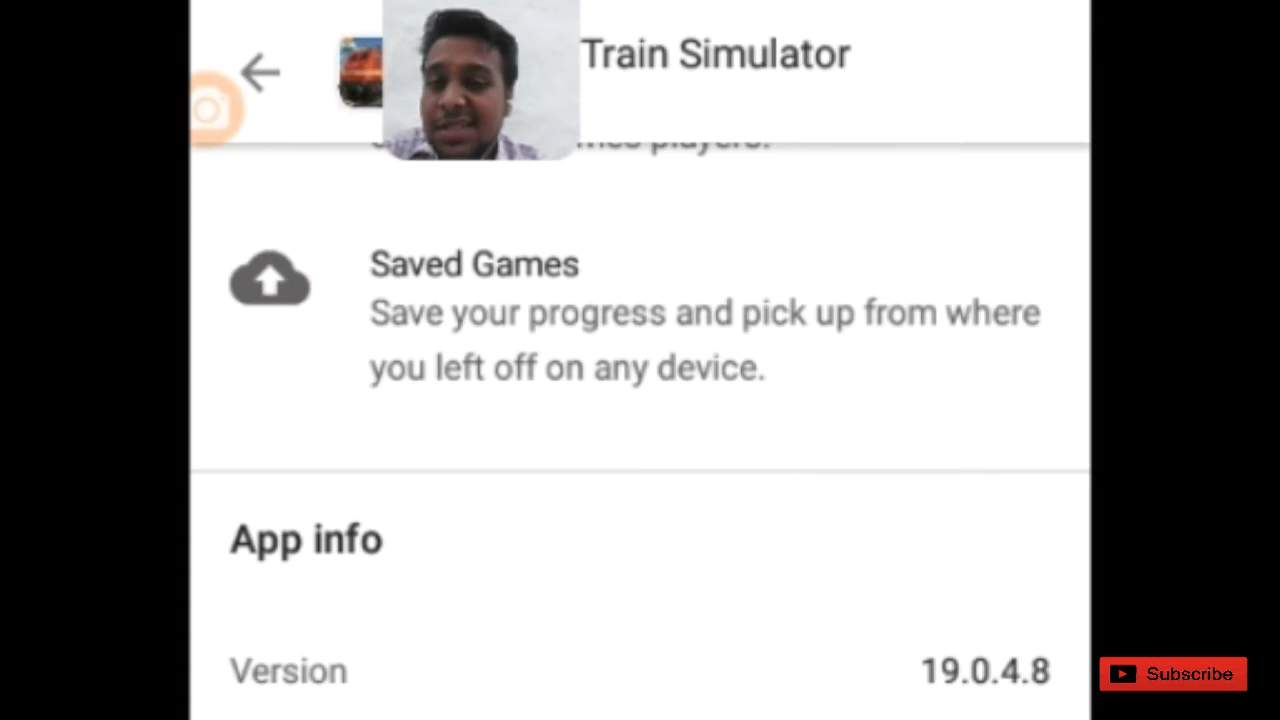 Train Simulator
players.
Saved Games
Save your progress and pick up from where
you left off on any device.
App info
Version 19.0.4.8
Subscribe